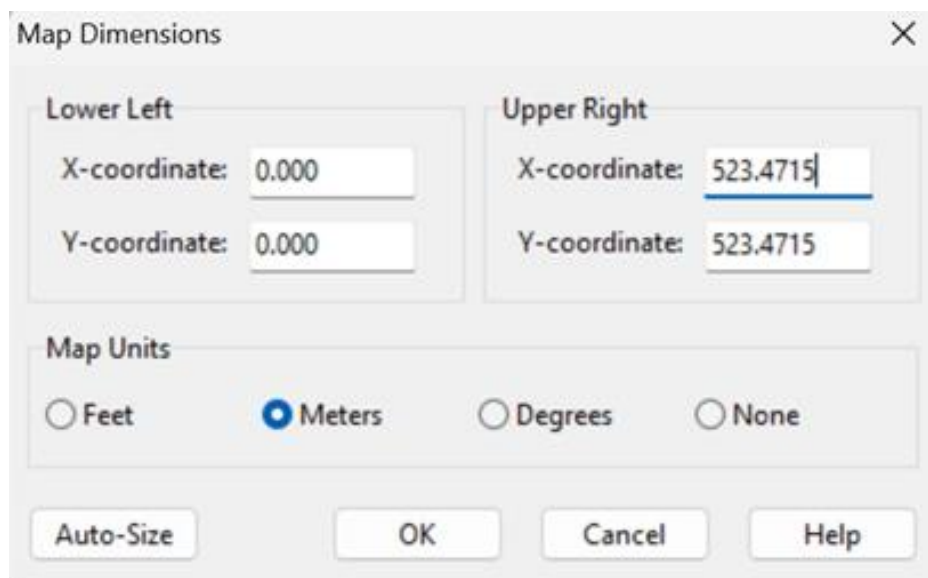 Map Dimensions
Lower Left
X-coordinate: 0.000
Y-coordinate: 0.000
Upper Right
X-coordinate: 523.4715
Y-coordinate: 523.4715
Map Units
Feet
Meters
Degrees
None
Auto-Size
OK
Cancel
Help